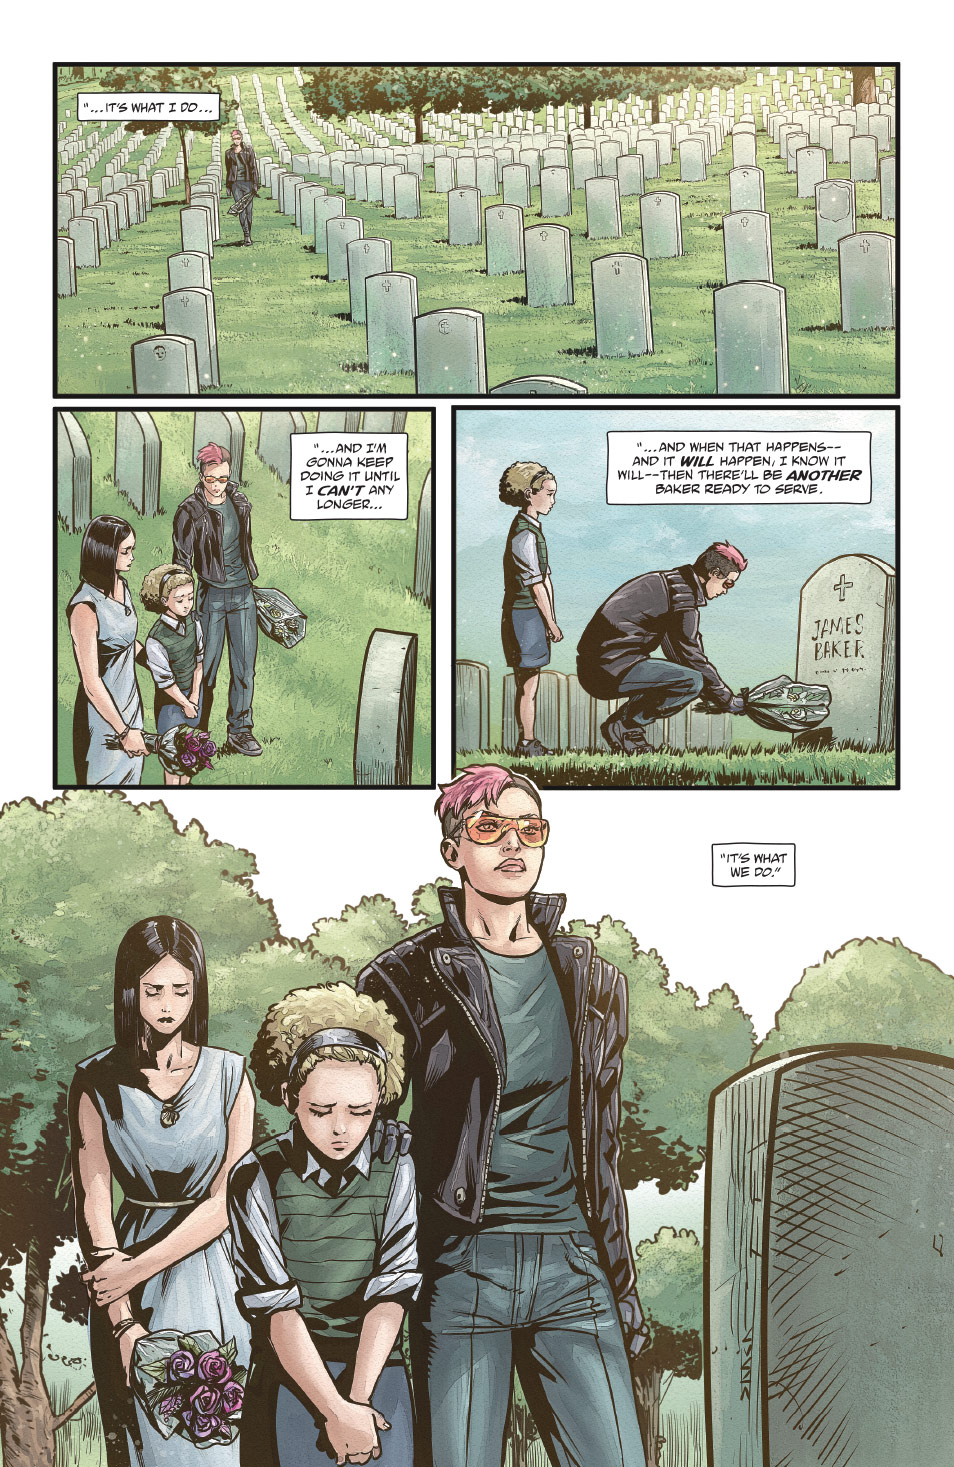 "...IT'S WHAT I DO...
"...AND I'M
GONNA KEEP
DOING IT UNTIL
I CAN'T ANY
LONGER...
"...AND WHEN THAT HAPPENS--
AND IT WILL HAPPEN, I KNOW IT
WILL--THEN THERE'LL BE ANOTHER
BAKER READY TO SERVE.
JAMES
BAKER
"IT'S WHAT
WE DO."